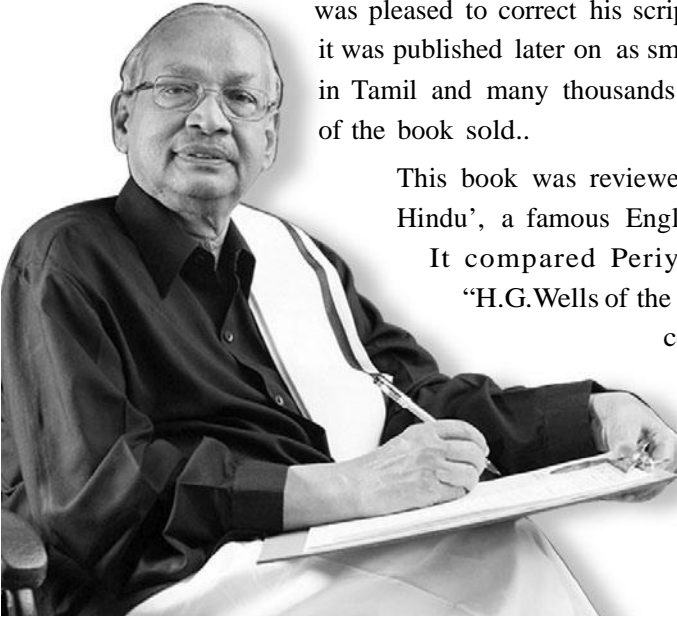 was pleased to correct his scrip
it was published later on as sm
in Tamil and many thousands
of the book sold..
This book was reviewe
Hindu’, a famous Engl
It compared Periy
“H.G.Wells of the
c